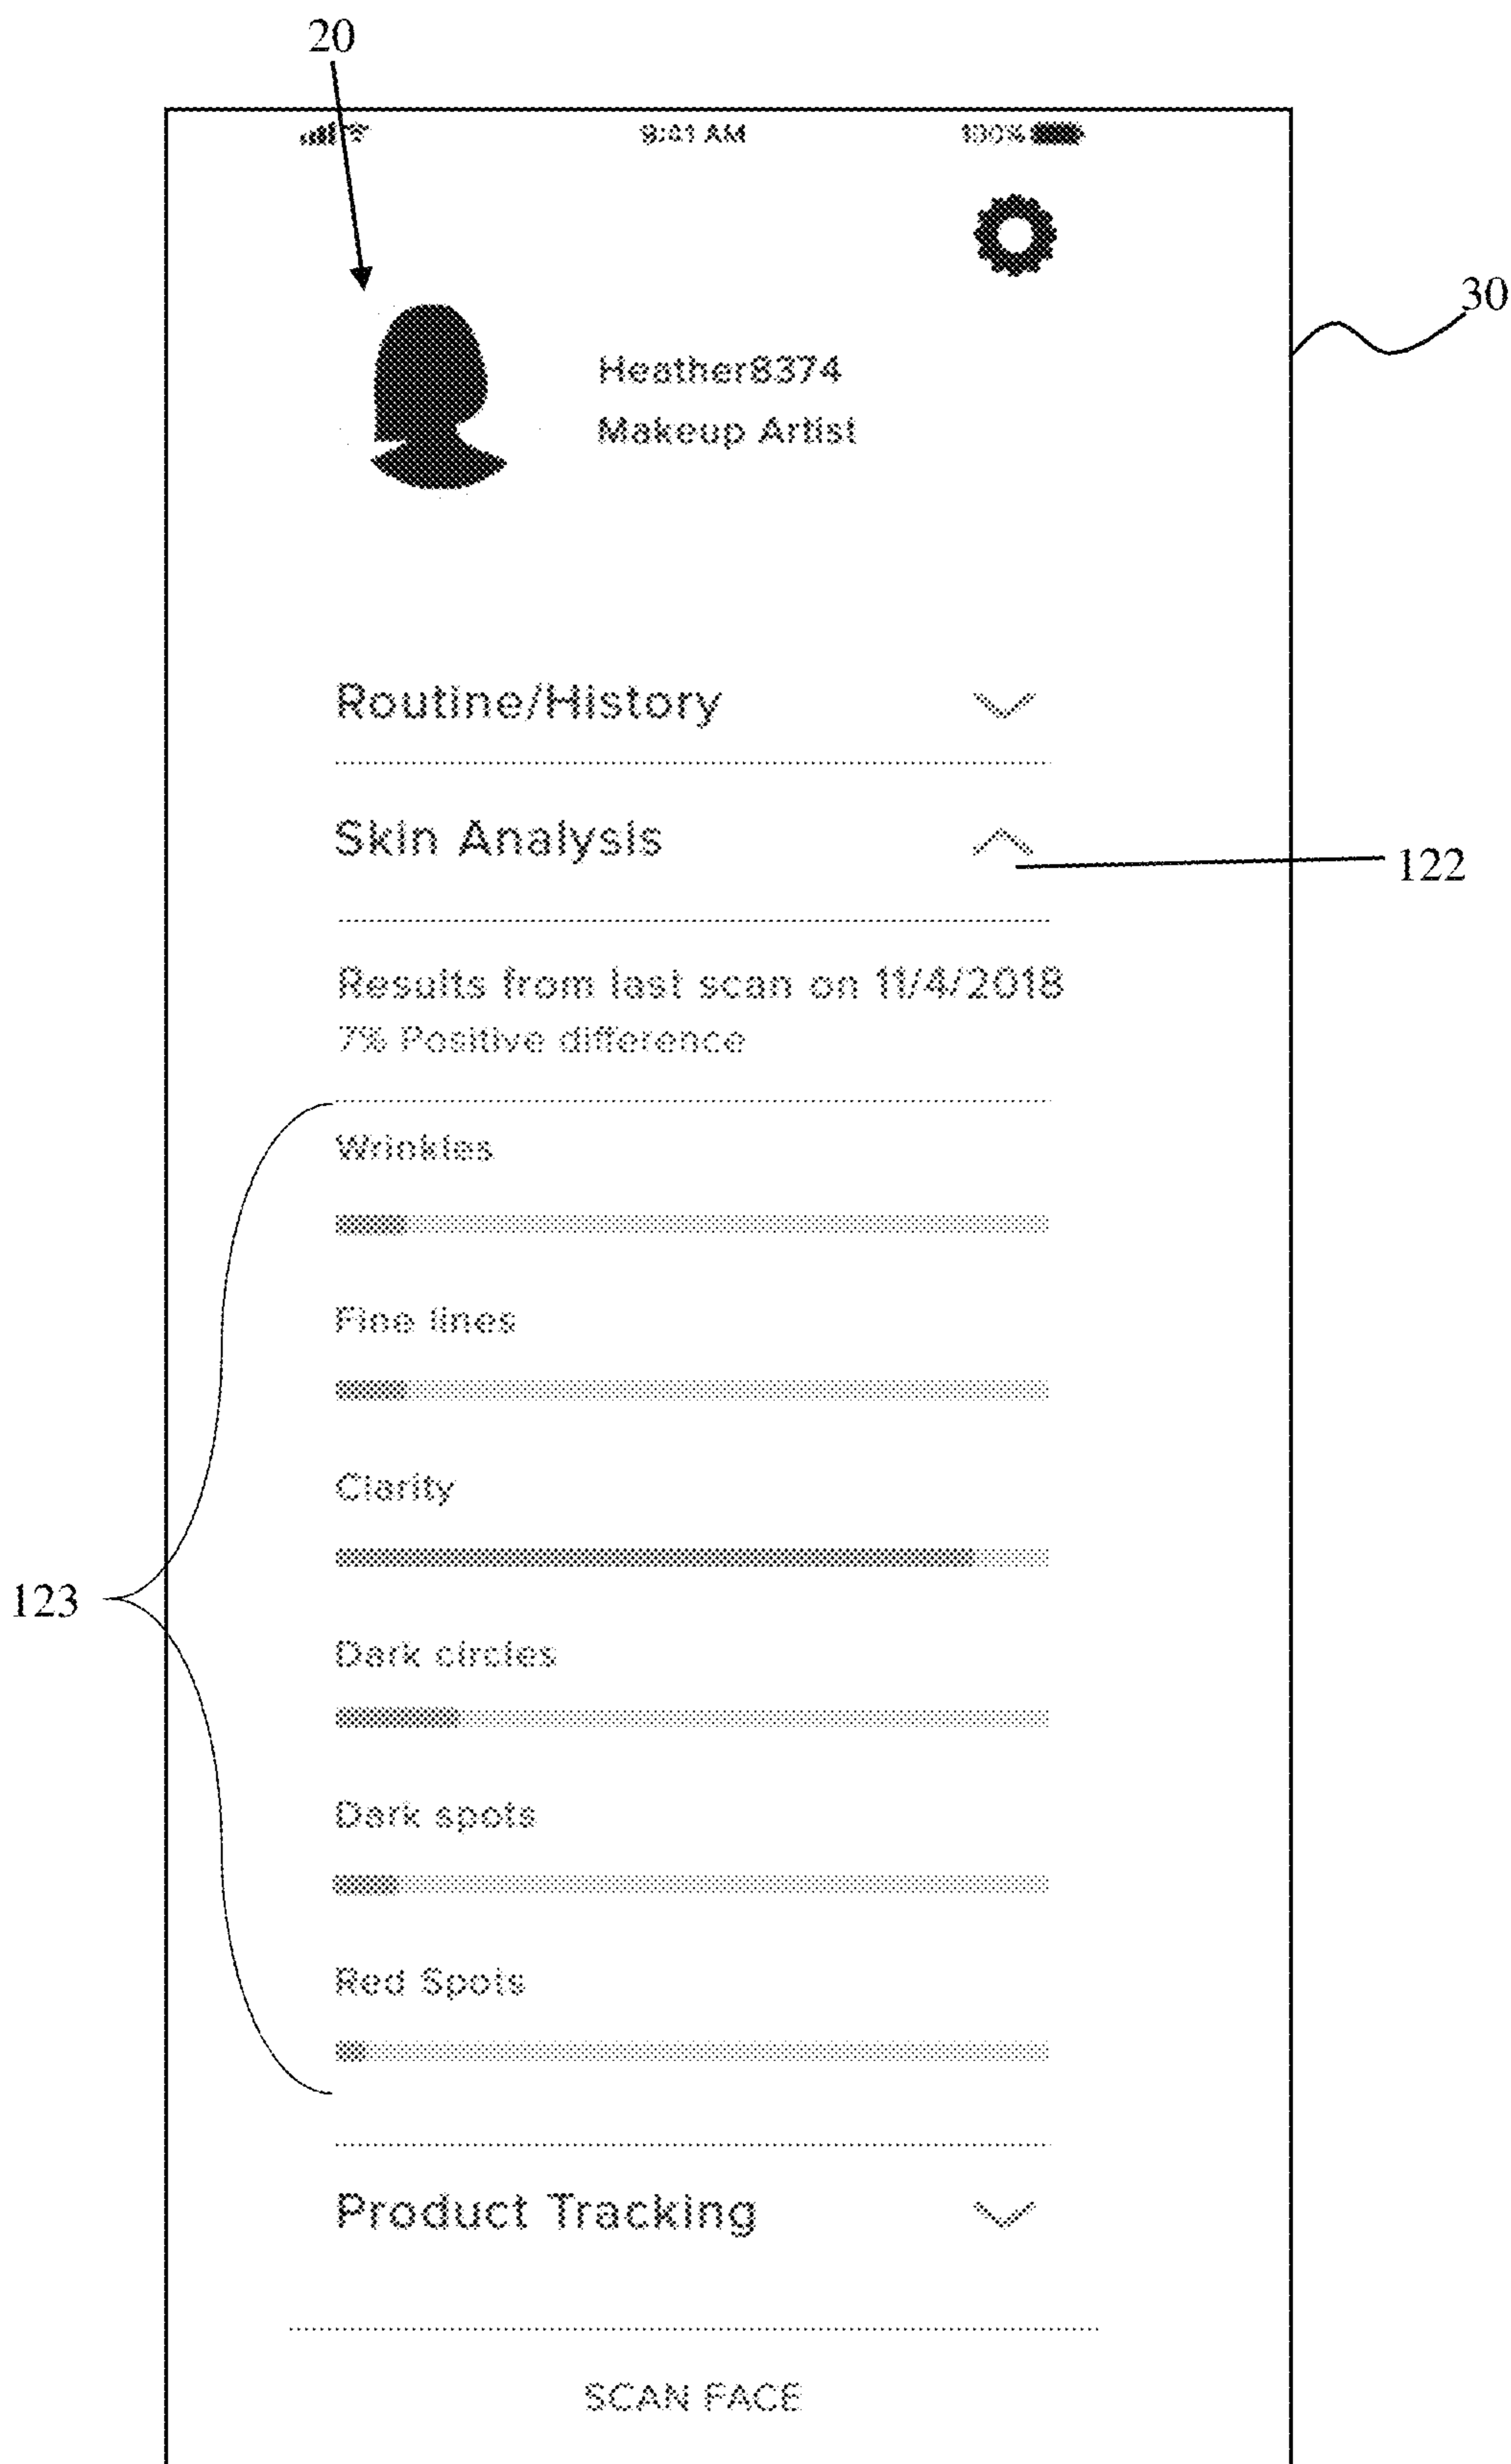 20
9:41 AM 100%
30
Heather8374
Makeup Artist
Routine/History
Skin Analysis
122
Results from last scan on 11/4/2018
7% Positive difference
Wrinkles
Fine lines
Clarity
123
Dark circles
Dark spots
Red Spots
Product Tracking
SCAN FACE